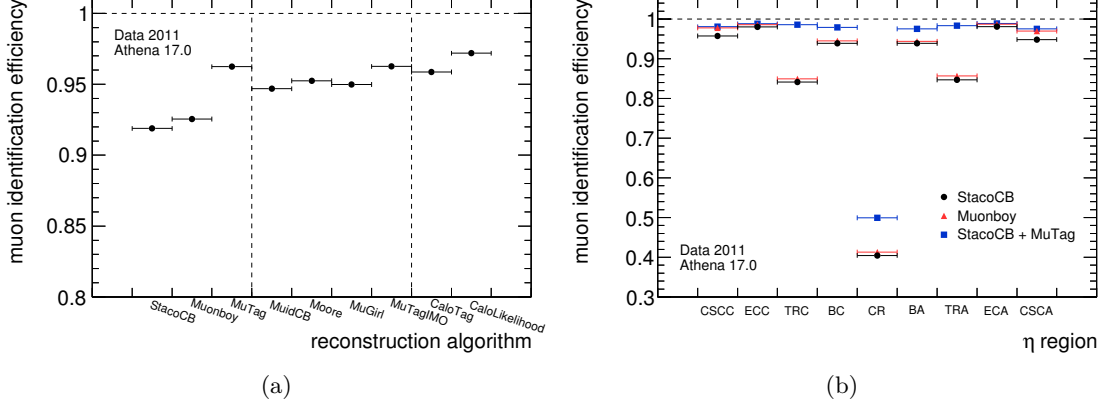 muon identification efficiency
1
0.95
0.9
0.85
0.8
Data 2011
Athena 17.0
StacoCB
Muonboy
MuTag
MuidCB
Moore
MuGirl
MuTagIMO
CaloTag
CaloLikelihood
reconstruction algorithm
(a)
muon identification efficiency
1
0.9
0.8
0.7
0.6
0.5
0.4
0.3
StacoCB
Muonboy
StacoCB + MuTag
Data 2011
Athena 17.0
CSCC ECC TRC BC CR BA TRA ECA CSCA
η region
(b)